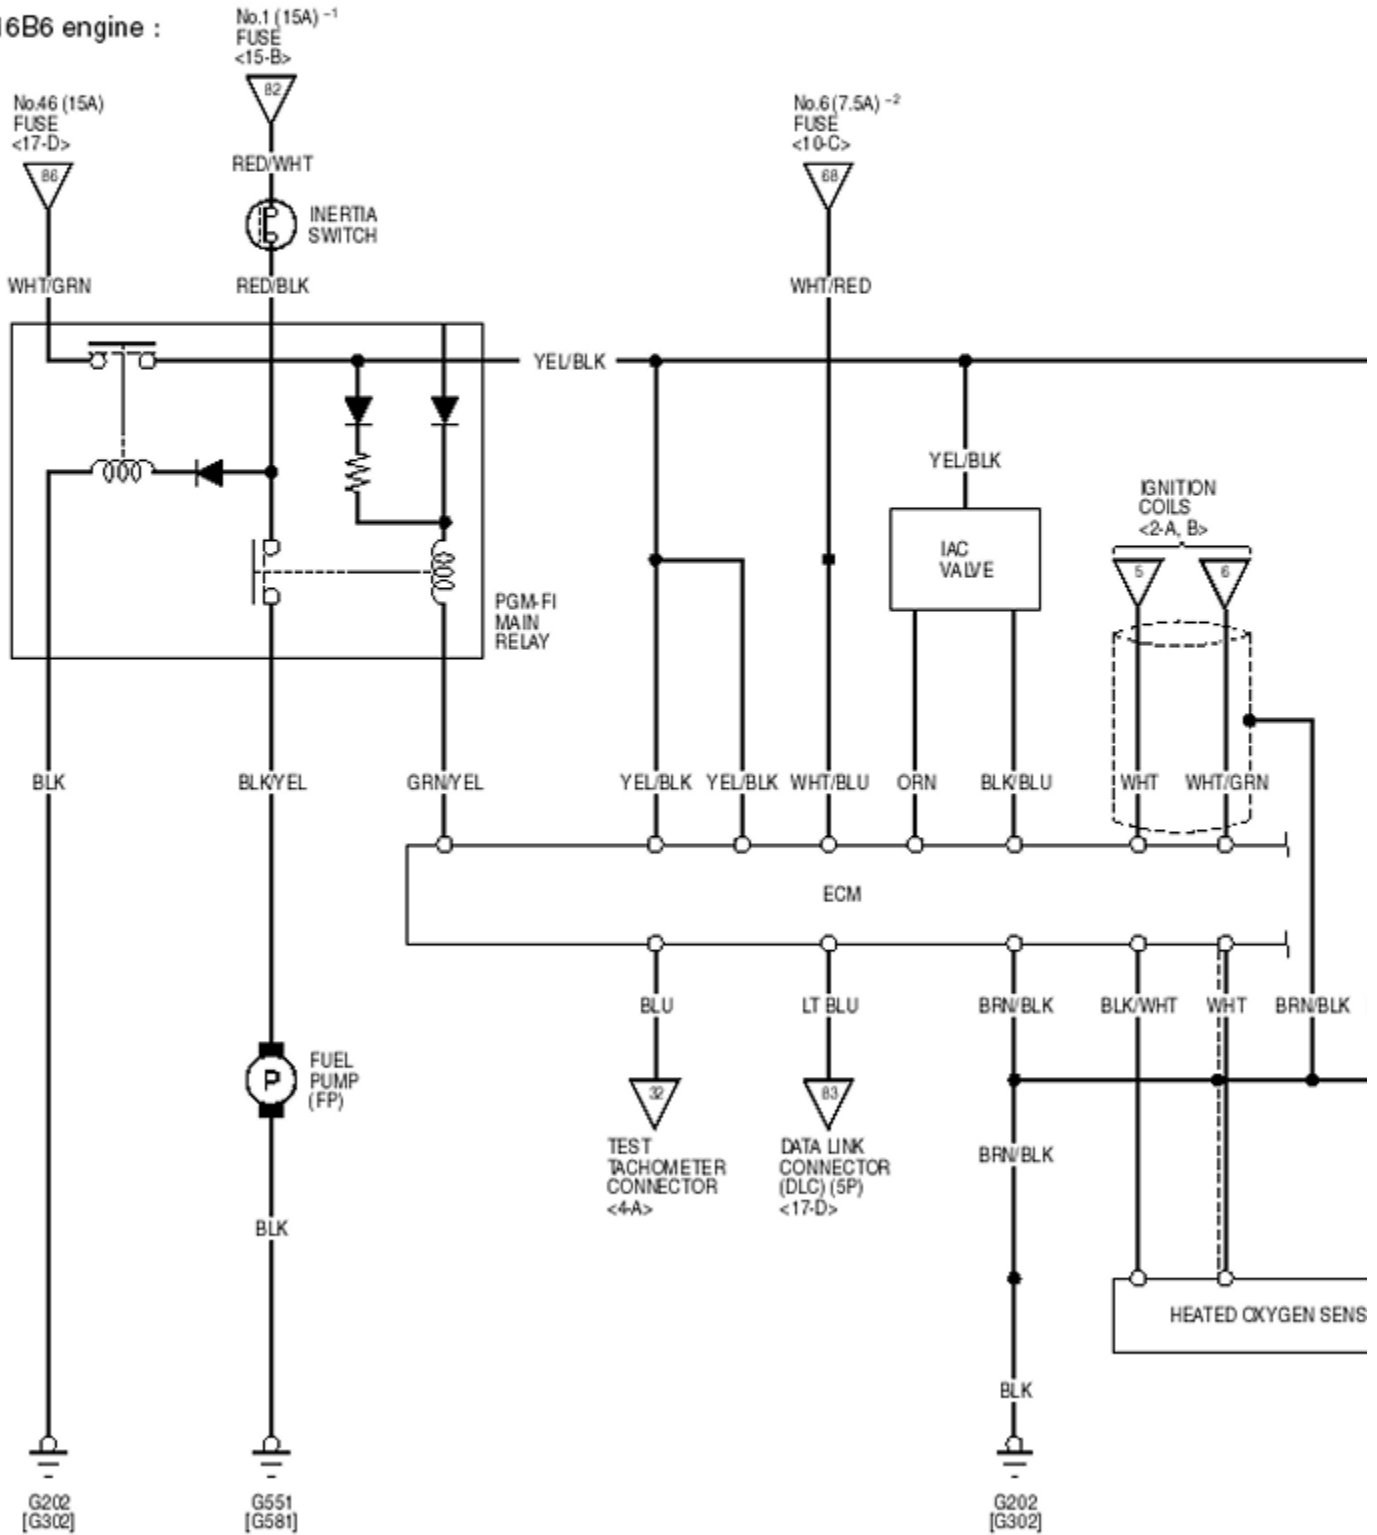 16B6 engine :
No.1 (15A) -1
FUSE
<15-B>
82
No.46 (15A)
FUSE
<17-D>
86
No.6 (7.5A) -2
FUSE
<10-C>
68
RED/WHT
INERTIA
SWITCH
WHT/GRN
RED/BLK
WHT/RED
YEL/BLK
YEL/BLK
IGNITION
COILS
<2-A, B>
5
6
IAC
VALVE
PGM-FI
MAIN
RELAY
BLK
BLK/YEL
GRN/YEL
YEL/BLK
YEL/BLK
WHT/BLU
ORN
BLK/BLU
WHT
WHT/GRN
ECM
BLU
LT BLU
BRN/BLK
BLK/WHT
WHT
BRN/BLK
FUEL
PUMP
(FP)
P
32
83
TEST
TACHOMETER
CONNECTOR
<4-A>
DATA LINK
CONNECTOR
(DLC) (5P)
<17-D>
BRN/BLK
BLK
HEATED OXYGEN SENS
BLK
G202
[G302]
G551
[G581]
G202
[G302]